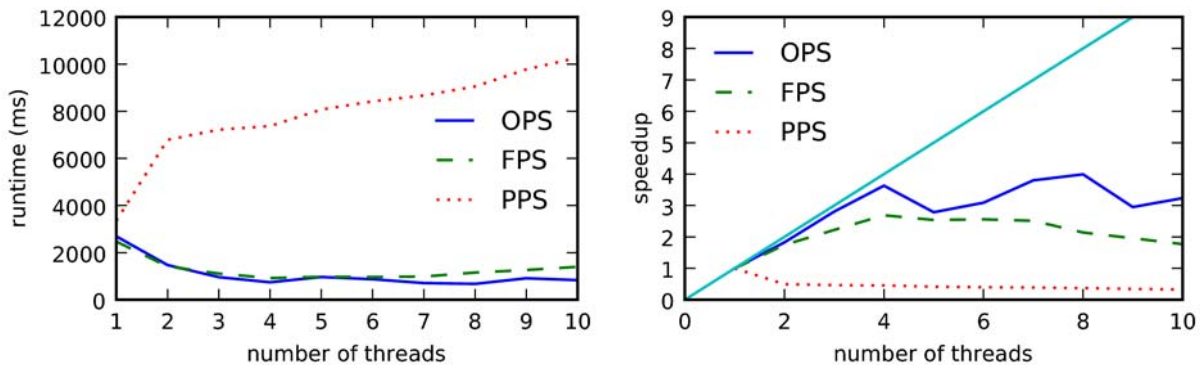 12000
10000
8000
6000
4000
2000
0
runtime (ms)
OPS
FPS
PPS
1 2 3 4 5 6 7 8 9 10
number of threads
9
8
7
6
5
4
3
2
1
0
speedup
OPS
FPS
PPS
0 2 4 6 8 10
number of threads